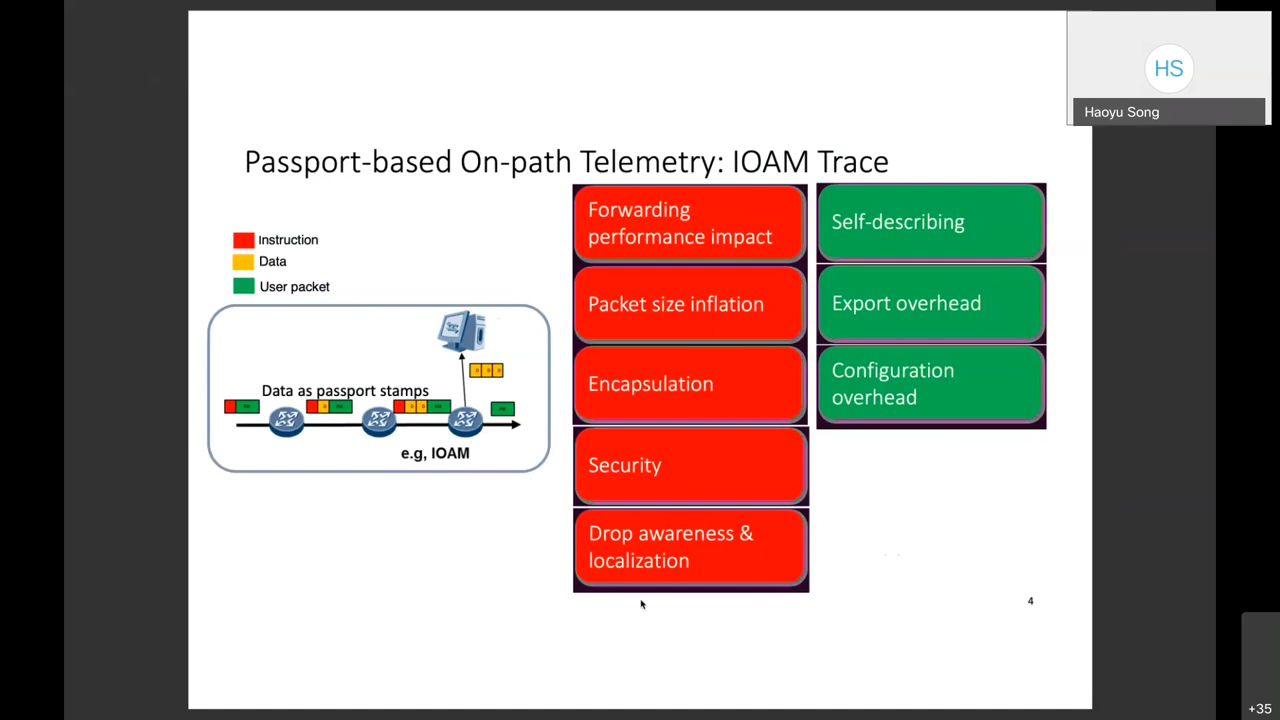 HS
Haoyu Song
Passport-based On-path Telemetry: IOAM Trace
Instruction
Data
User packet
Data as passport stamps
e.g, IOAM
Forwarding
performance impact
Packet size inflation
Encapsulation
Security
Drop awareness &
localization
Self-describing
Export overhead
Configuration
overhead
4
+35